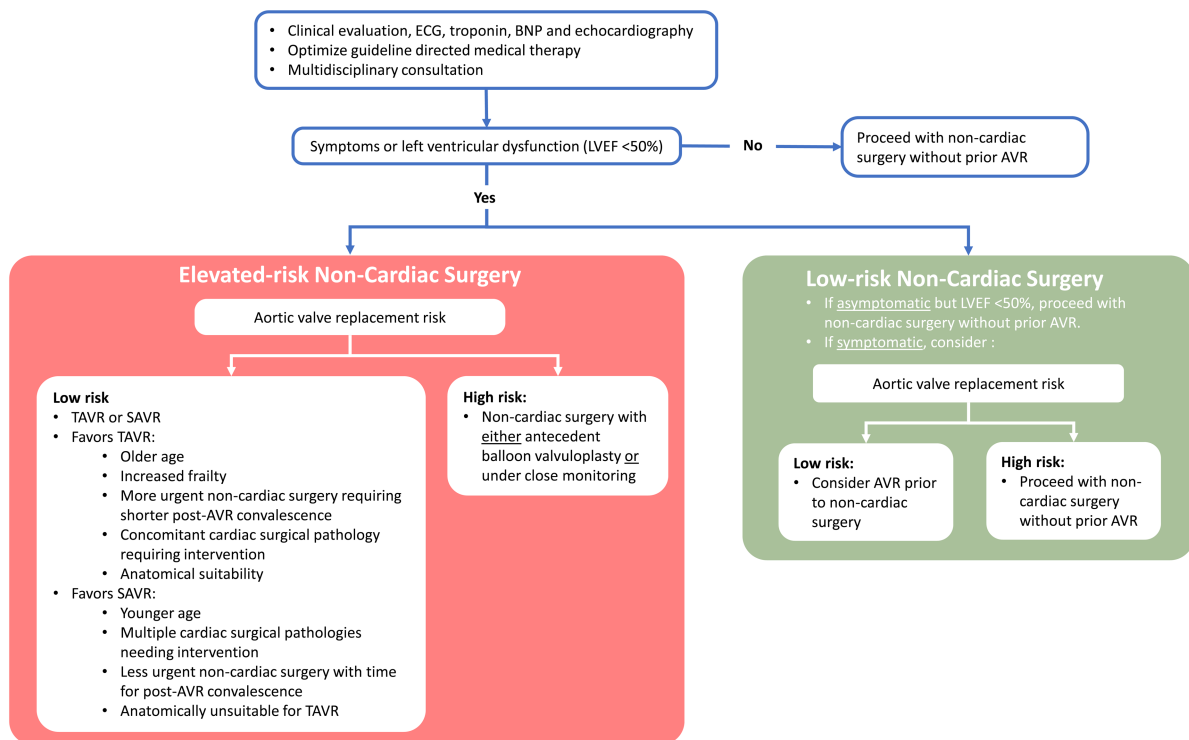 • Clinical evaluation, ECG, troponin, BNP and echocardiography
• Optimize guideline directed medical therapy
• Multidisciplinary consultation
Symptoms or left ventricular dysfunction (LVEF <50%)
No
Proceed with non-cardiac
surgery without prior AVR
Yes
Elevated-risk Non-Cardiac Surgery
Aortic valve replacement risk
Low risk
• TAVR or SAVR
• Favors TAVR:
• Older age
• Increased frailty
• More urgent non-cardiac surgery requiring
shorter post-AVR convalescence
• Concomitant cardiac surgical pathology
requiring intervention
• Anatomical suitability
• Favors SAVR:
• Younger age
• Multiple cardiac surgical pathologies
needing intervention
• Less urgent non-cardiac surgery with time
for post-AVR convalescence
• Anatomically unsuitable for TAVR
High risk:
• Non-cardiac surgery with
either antecedent
balloon valvuloplasty or
under close monitoring
Low-risk Non-Cardiac Surgery
• If asymptomatic but LVEF <50%, proceed with
non-cardiac surgery without prior AVR.
• If symptomatic, consider :
Aortic valve replacement risk
Low risk:
• Consider AVR prior
to non-cardiac
surgery
High risk:
• Proceed with non-
cardiac surgery
without prior AVR